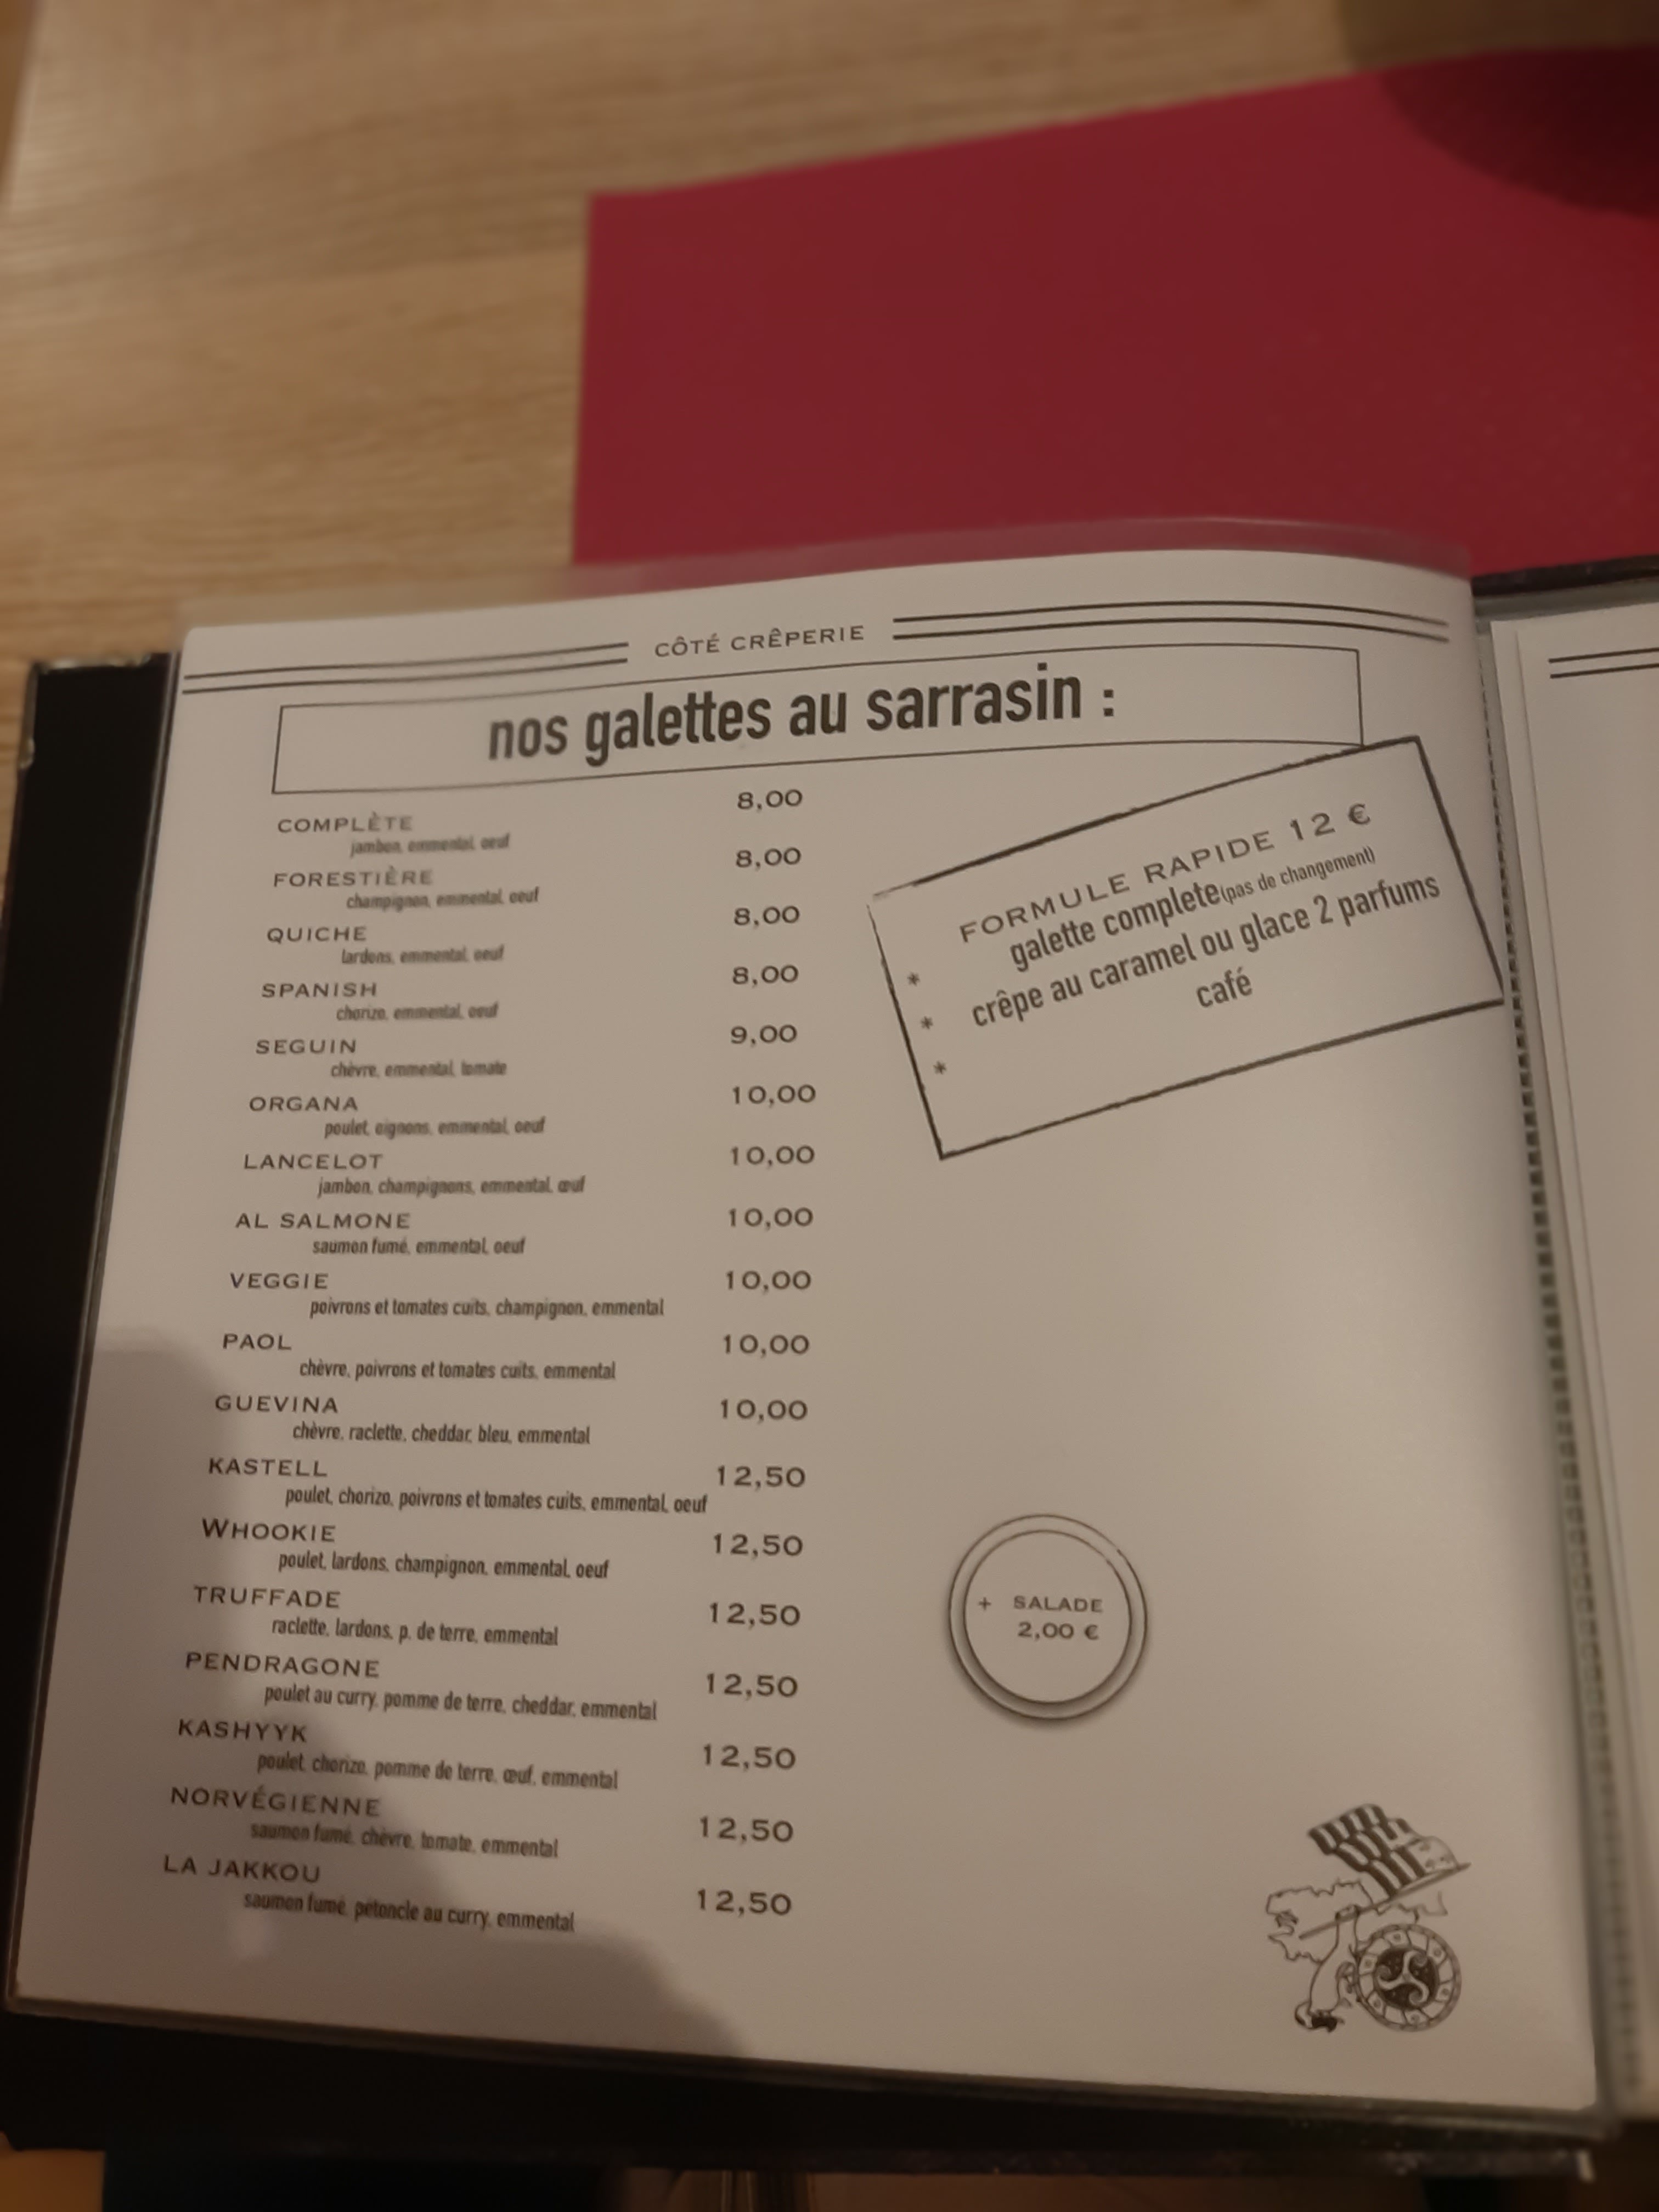 CÔTÉ CRÊPERIE
nos galettes au sarrasin :
COMPLÈTE 8,00
jambon, emmental, oeuf
FORESTIÈRE 8,00
champignon, emmental, oeuf
QUICHE 8,00
lardons, emmental, oeuf
SPANISH 8,00
chorizo, emmental, oeuf
SEGUIN 9,00
chèvre, emmental, tomate
ORGANA 10,00
poulet, oignons, emmental, oeuf
LANCELOT 10,00
jambon, champignons, emmental, œuf
AL SALMONE 10,00
saumon fumé, emmental, oeuf
VEGGIE 10,00
poivrons et tomates cuits, champignon, emmental
PAOL 10,00
chèvre, poivrons et tomates cuits, emmental
GUEVINA 10,00
chèvre, raclette, cheddar, bleu, emmental
KASTELL 12,50
poulet, chorizo, poivrons et tomates cuits, emmental, oeuf
WHOOKIE 12,50
poulet, lardons, champignon, emmental, oeuf
TRUFFADE 12,50
raclette, lardons, p. de terre, emmental
PENDRAGONE 12,50
poulet au curry, pomme de terre, cheddar, emmental
KASHYYK 12,50
poulet, chorizo, pomme de terre, œuf, emmental
NORVÉGIENNE 12,50
saumon fumé, chèvre, tomate, emmental
LA JAKKOU 12,50
saumon fumé, pétoncle au curry, emmental
FORMULE RAPIDE 12 €
* galette complete(pas de changement)
* crêpe au caramel ou glace 2 parfums
* café
+ SALADE
2,00 €